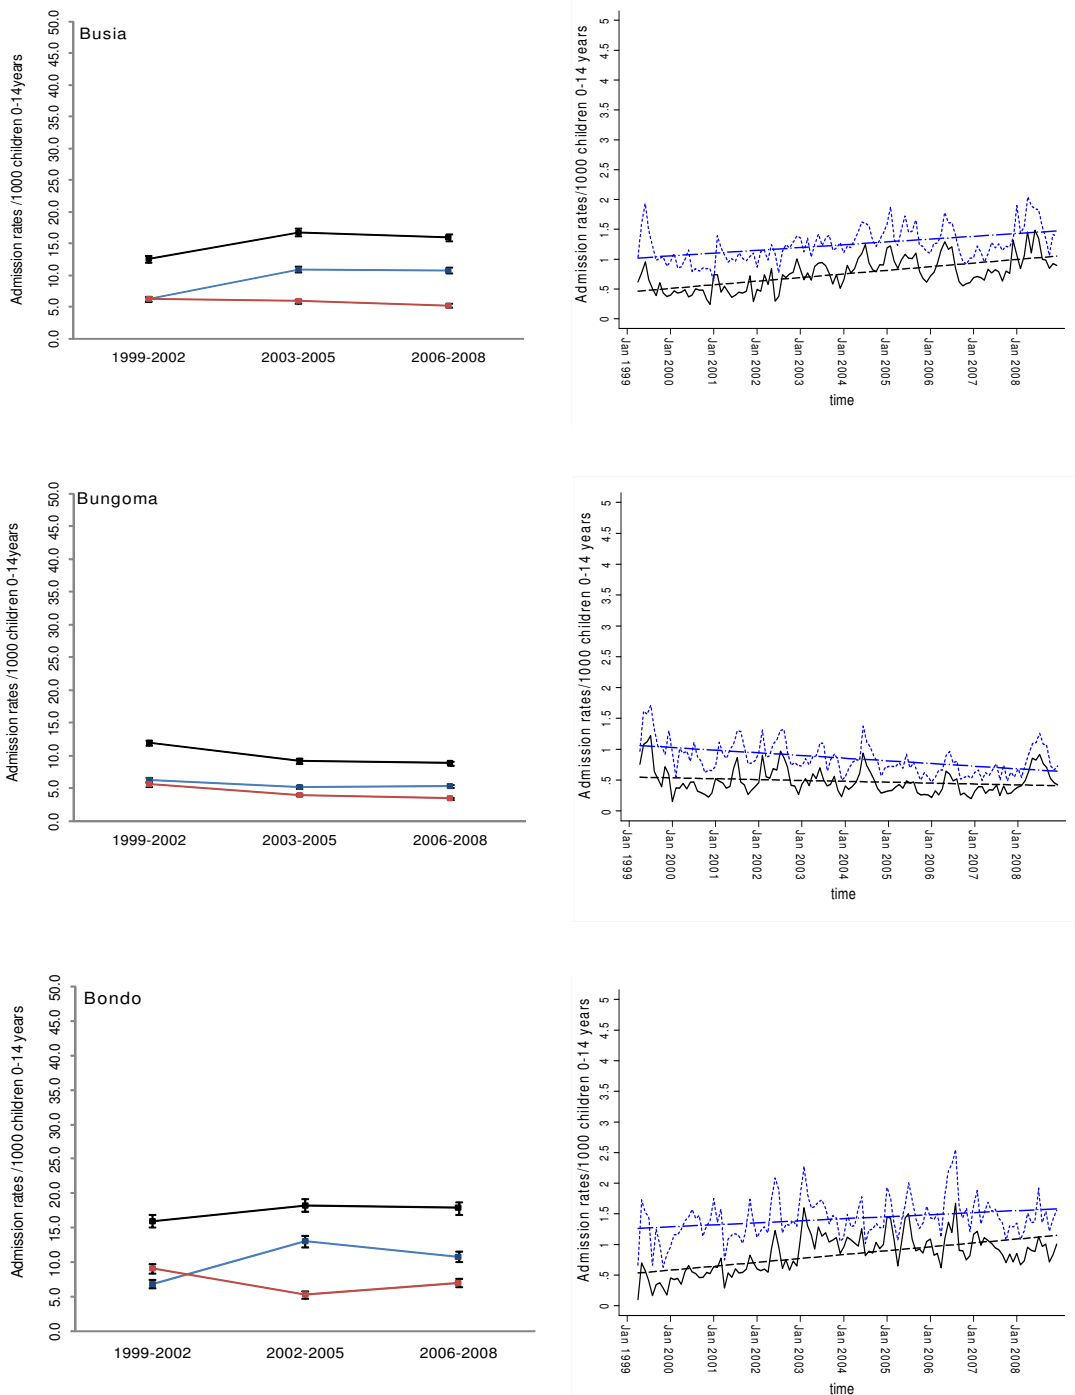 Busia
Admission rates /1000 children 0-14years
50.0
45.0
40.0
35.0
30.0
25.0
20.0
15.0
10.0
5.0
0.0
1999-2002 2003-2005 2006-2008
Admission rates/1000 children 0-14 years
5
4.5
4
3.5
3
2.5
2
1.5
1
.5
0
Jan 1999
Jan 2000
Jan 2001
Jan 2002
Jan 2003
Jan 2004
Jan 2005
Jan 2006
Jan 2007
Jan 2008
time
Bungoma
Admission rates /1000 children 0-14years
50.0
45.0
40.0
35.0
30.0
25.0
20.0
15.0
10.0
5.0
0.0
1999-2002 2003-2005 2006-2008
Admission rates/1000 children 0-14 years
5
4.5
4
3.5
3
2.5
2
1.5
1
.5
0
Jan 1999
Jan 2000
Jan 2001
Jan 2002
Jan 2003
Jan 2004
Jan 2005
Jan 2006
Jan 2007
Jan 2008
time
Bondo
Admission rates /1000 children 0-14 years
50.0
45.0
40.0
35.0
30.0
25.0
20.0
15.0
10.0
5.0
0.0
1999-2002 2002-2005 2006-2008
Admission rates/1000 children 0-14 years
5
4.5
4
3.5
3
2.5
2
1.5
1
.5
0
Jan 1999
Jan 2000
Jan 2001
Jan 2002
Jan 2003
Jan 2004
Jan 2005
Jan 2006
Jan 2007
Jan 2008
time